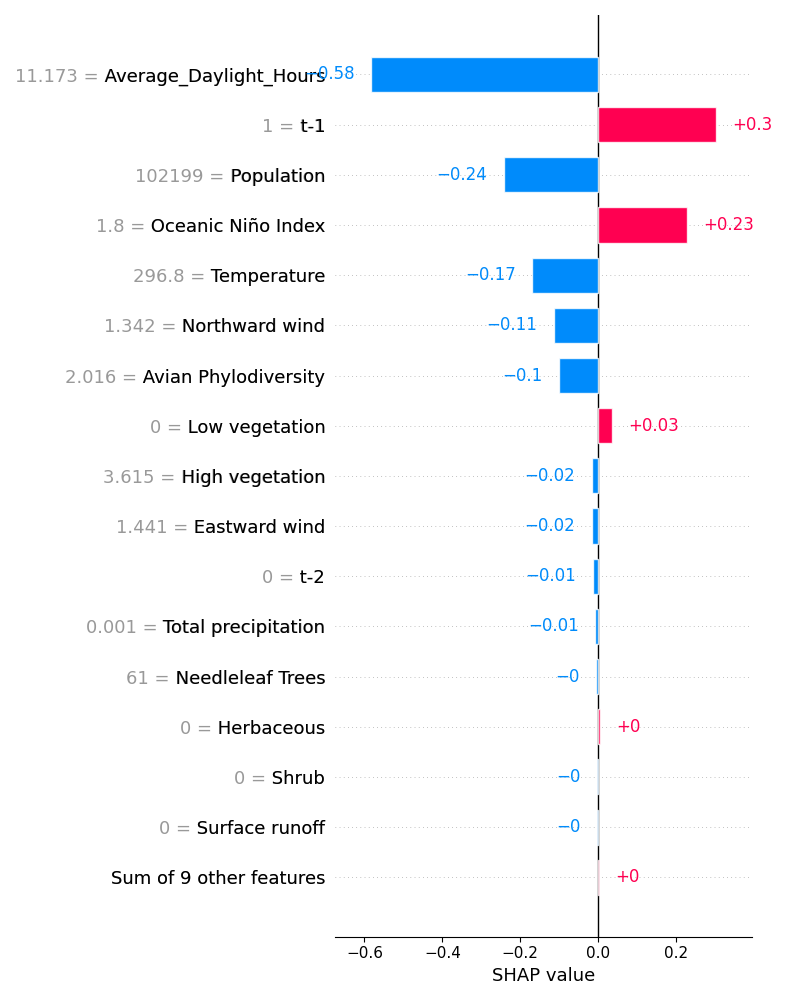 11.173 = Average_Daylight_Hours −0.58
1 = t-1 +0.3
102199 = Population −0.24
1.8 = Oceanic Niño Index +0.23
296.8 = Temperature −0.17
1.342 = Northward wind −0.11
2.016 = Avian Phylodiversity −0.1
0 = Low vegetation +0.03
3.615 = High vegetation −0.02
1.441 = Eastward wind −0.02
0 = t-2 −0.01
0.001 = Total precipitation −0.01
61 = Needleleaf Trees −0
0 = Herbaceous +0
0 = Shrub −0
0 = Surface runoff −0
Sum of 9 other features +0
−0.6 −0.4 −0.2 0.0 0.2
SHAP value